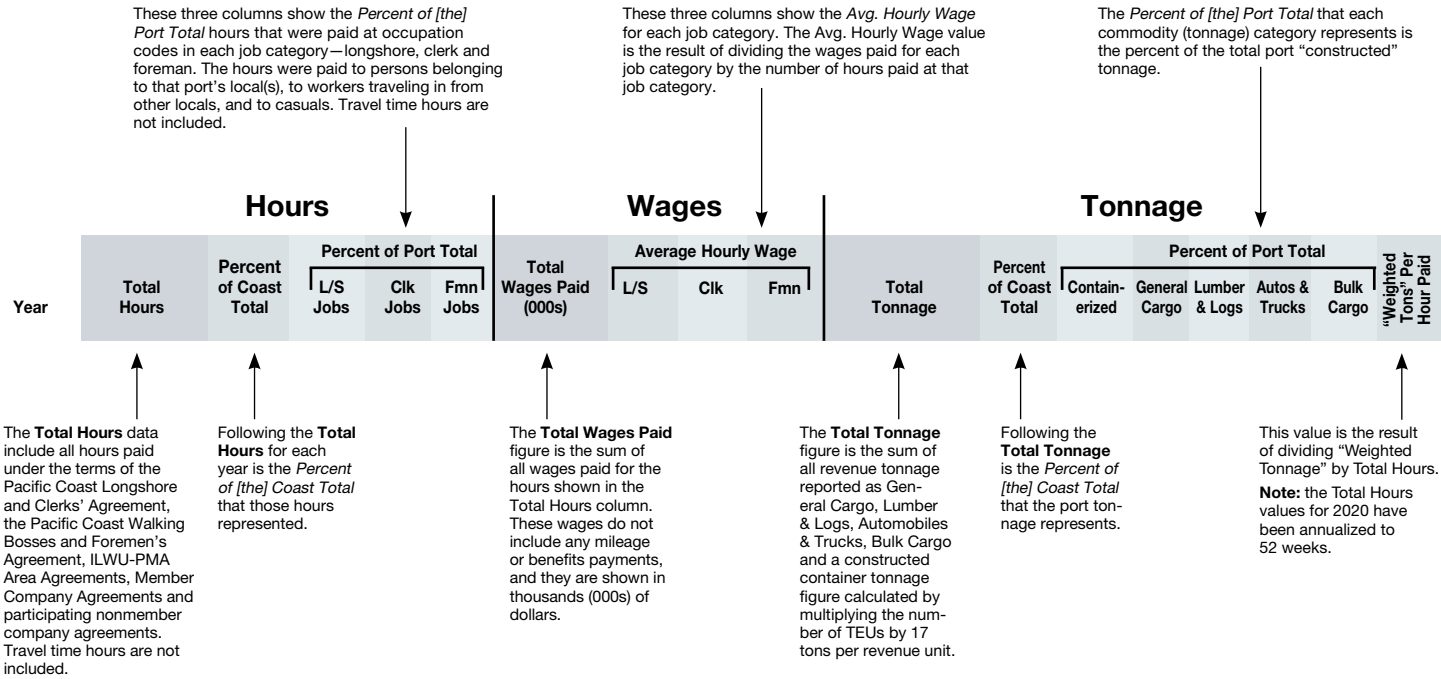 These three columns show the Percent of [the]
Port Total hours that were paid at occupation
codes in each job category—longshore, clerk and
foreman. The hours were paid to persons belonging
to that port's local(s), to workers traveling in from
other locals, and to casuals. Travel time hours are
not included.
These three columns show the Avg. Hourly Wage
for each job category. The Avg. Hourly Wage value
is the result of dividing the wages paid for each
job category by the number of hours paid at that
job category.
The Percent of [the] Port Total that each
commodity (tonnage) category represents is
the percent of the total port “constructed”
tonnage.
Hours
Wages
Tonnage
Year
Total
Hours
Percent
of Coast
Total
Percent of Port Total
L/S
Jobs
Clk
Jobs
Fmn
Jobs
Total
Wages Paid
(000s)
Average Hourly Wage
L/S
Clk
Fmn
Total
Tonnage
Percent
of Coast
Total
Percent of Port Total
Contain-
erized
General
Cargo
Lumber
& Logs
Autos &
Trucks
Bulk
Cargo
“Weighted
Tons” Per
Hour Paid
The Total Hours data
include all hours paid
under the terms of the
Pacific Coast Longshore
and Clerks' Agreement,
the Pacific Coast Walking
Bosses and Foremen's
Agreement, ILWU-PMA
Area Agreements, Member
Company Agreements and
participating nonmember
company agreements.
Travel time hours are not
included.
Following the Total
Hours for each
year is the Percent
of [the] Coast Total
that those hours
represented.
The Total Wages Paid
figure is the sum of
all wages paid for the
hours shown in the
Total Hours column.
These wages do not
include any mileage
or benefits payments,
and they are shown in
thousands (000s) of
dollars.
The Total Tonnage
figure is the sum of
all revenue tonnage
reported as Gen-
eral Cargo, Lumber
& Logs, Automobiles
& Trucks, Bulk Cargo
and a constructed
container tonnage
figure calculated by
multiplying the num-
ber of TEUs by 17
tons per revenue unit.
Following the
Total Tonnage
is the Percent of
[the] Coast Total
that the port ton-
nage represents.
This value is the result
of dividing “Weighted
Tonnage” by Total Hours.
Note: the Total Hours
values for 2020 have
been annualized to
52 weeks.